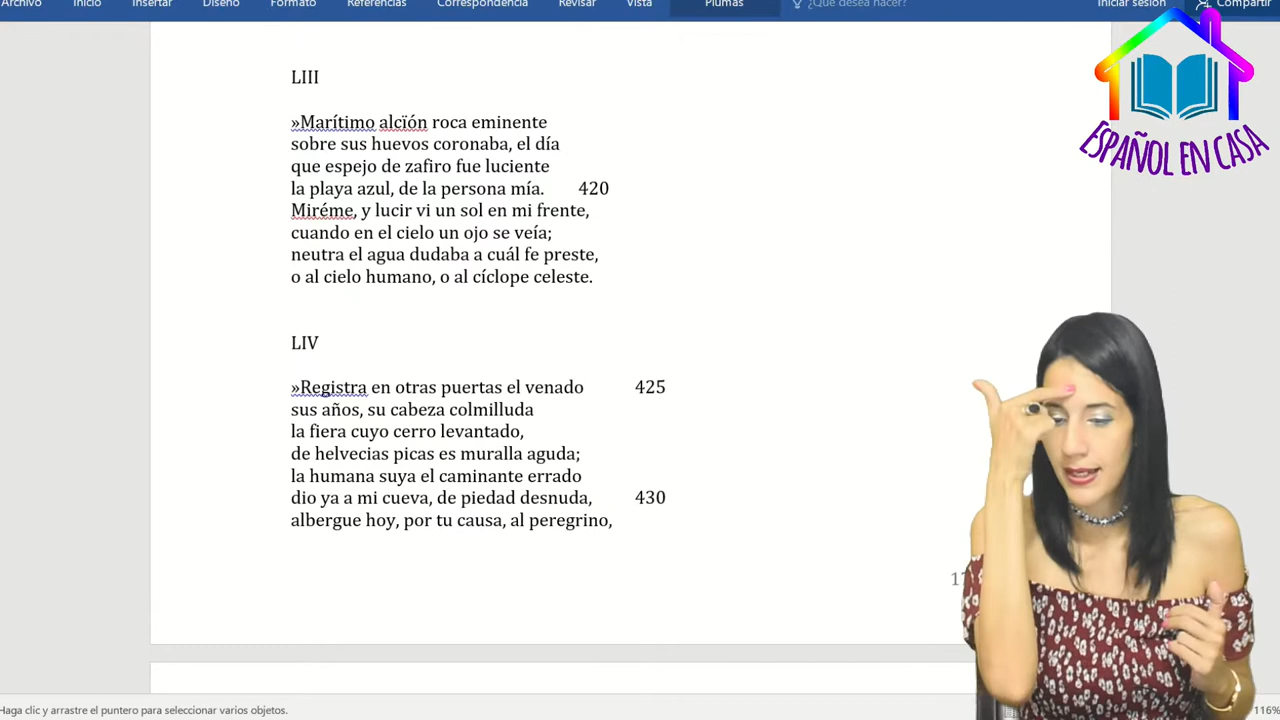 Archivo Inicio Insertar Diseño Formato Referencias Correspondencia Revisar Vista Plumas ¿Qué desea hacer? Iniciar sesión Compartir
ESPAÑOL EN CASA
LIII
»Marítimo alcïón roca eminente
sobre sus huevos coronaba, el día
que espejo de zafiro fue luciente
la playa azul, de la persona mía. 420
Miréme, y lucir vi un sol en mi frente,
cuando en el cielo un ojo se veía;
neutra el agua dudaba a cuál fe preste,
o al cielo humano, o al cíclope celeste.
LIV
»Registra en otras puertas el venado 425
sus años, su cabeza colmilluda
la fiera cuyo cerro levantado,
de helvecias picas es muralla aguda;
la humana suya el caminante errado
dio ya a mi cueva, de piedad desnuda, 430
albergue hoy, por tu causa, al peregrino,
Haga clic y arrastre el puntero para seleccionar varios objetos.
116%